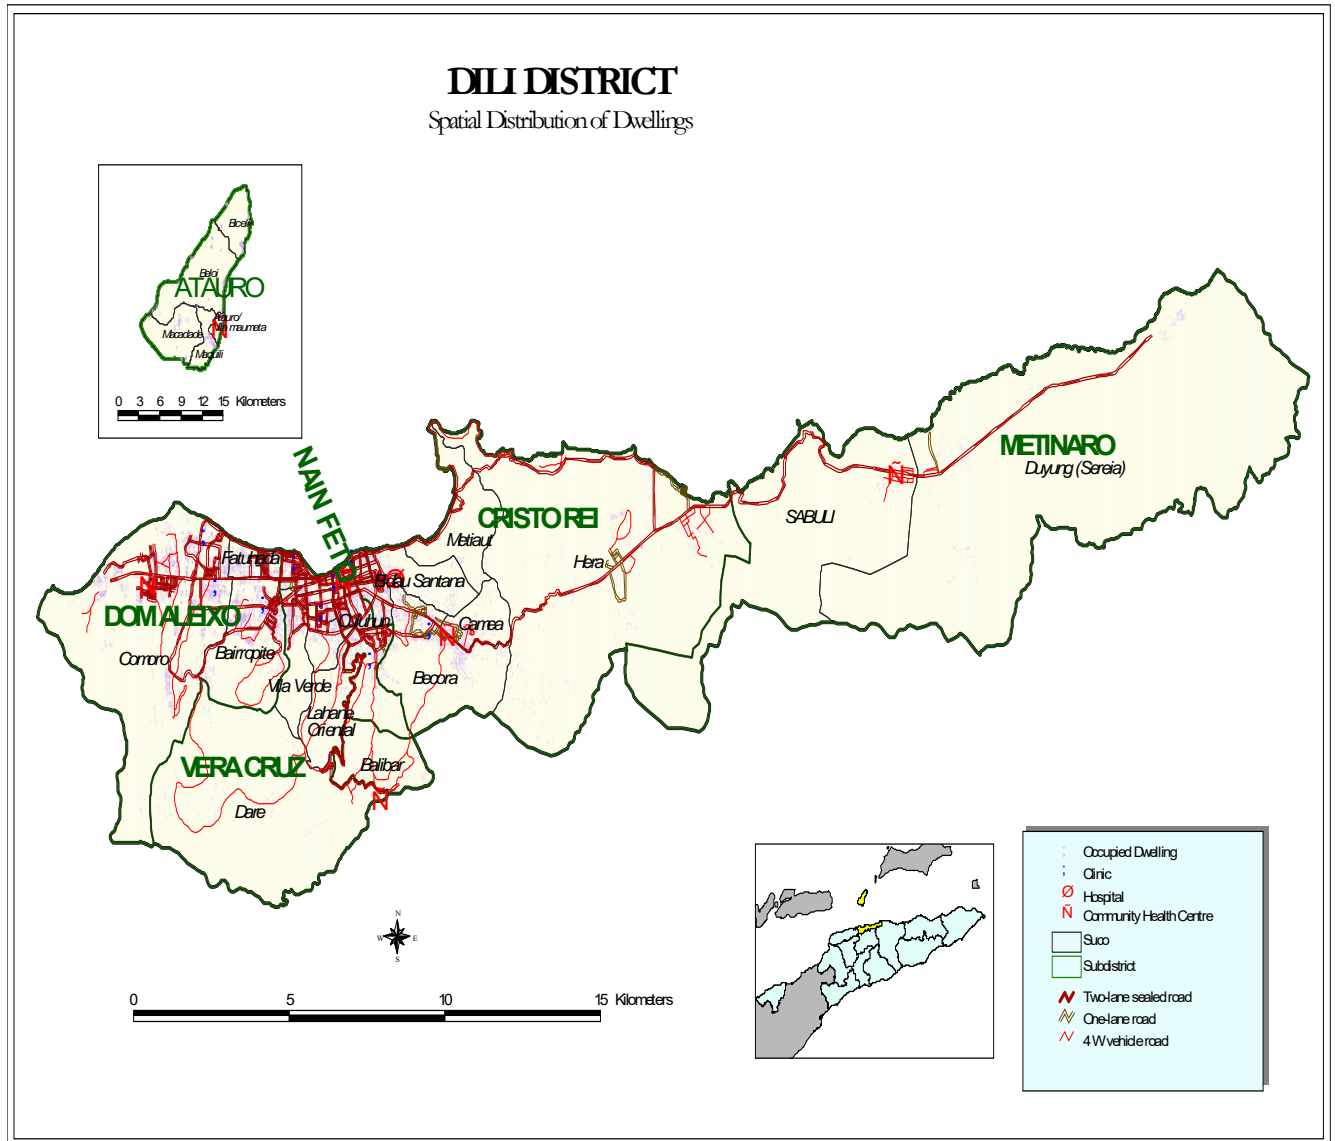 DILI DISTRICT
Spatial Distribution of Dwellings
Biceli
Beloi
ATAURO
Macadade
Maquili
0 3 6 9 12 15 Kilometers
NAIN FETO
METINARO
Duyung (Sereia)
CRISTO REI
SABULI
Metiaut
Hera
Fatuhada
Bidau Santana
DOM ALEIXO
Culuhun
Camea
Comoro
Bairropite
Vila Verde
Becora
Lahane
Oriental
VERA CRUZ
Balibar
Dare
N
W E
S
0 5 10 15 Kilometers
Occupied Dwelling
Clinic
Ø Hospital
Ñ Community Health Centre
Suco
Subdistrict
Two-lane sealed road
One-lane road
4 W vehicle road